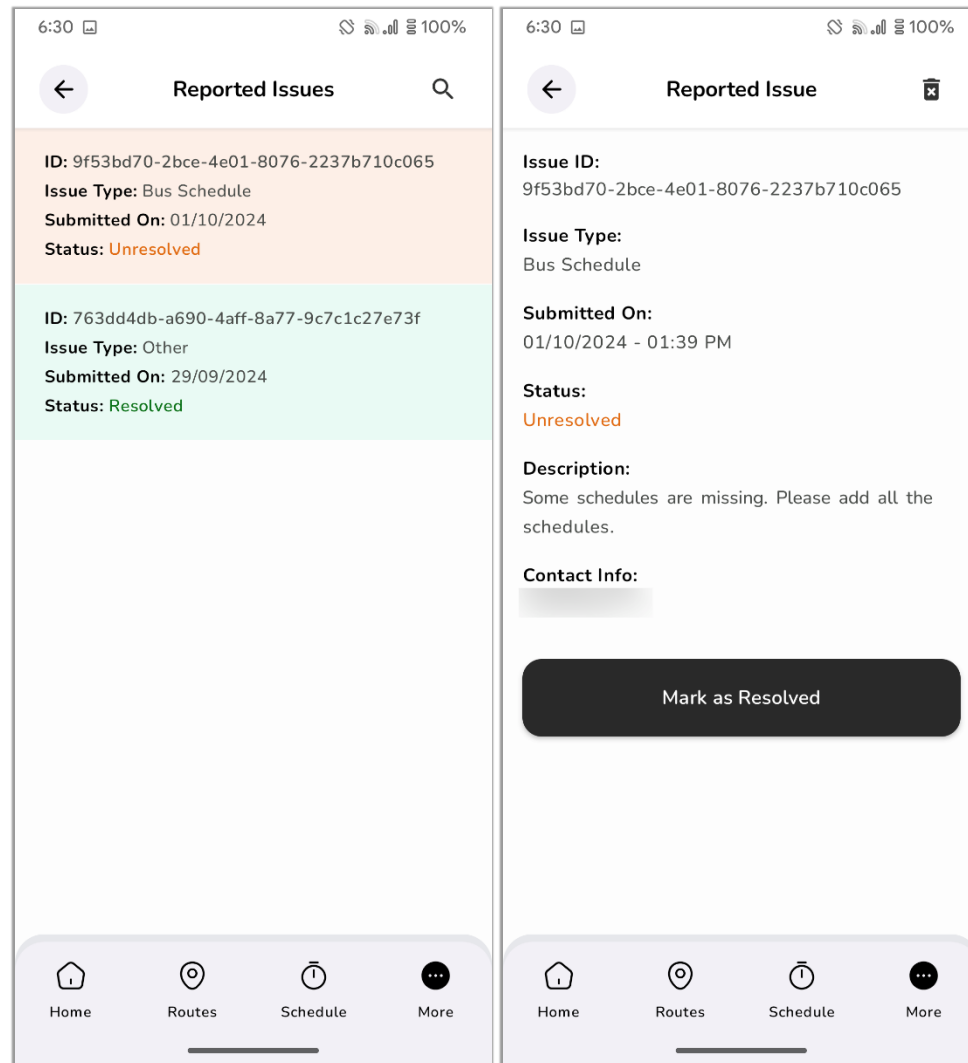 6:30
100%
Reported Issues
ID: 9f53bd70-2bce-4e01-8076-2237b710c065
Issue Type: Bus Schedule
Submitted On: 01/10/2024
Status: Unresolved
ID: 763dd4db-a690-4aff-8a77-9c7c1c27e73f
Issue Type: Other
Submitted On: 29/09/2024
Status: Resolved
Home
Routes
Schedule
More
6:30
100%
Reported Issue
Issue ID:
9f53bd70-2bce-4e01-8076-2237b710c065
Issue Type:
Bus Schedule
Submitted On:
01/10/2024 - 01:39 PM
Status:
Unresolved
Description:
Some schedules are missing. Please add all the
schedules.
Contact Info:
Mark as Resolved
Home
Routes
Schedule
More